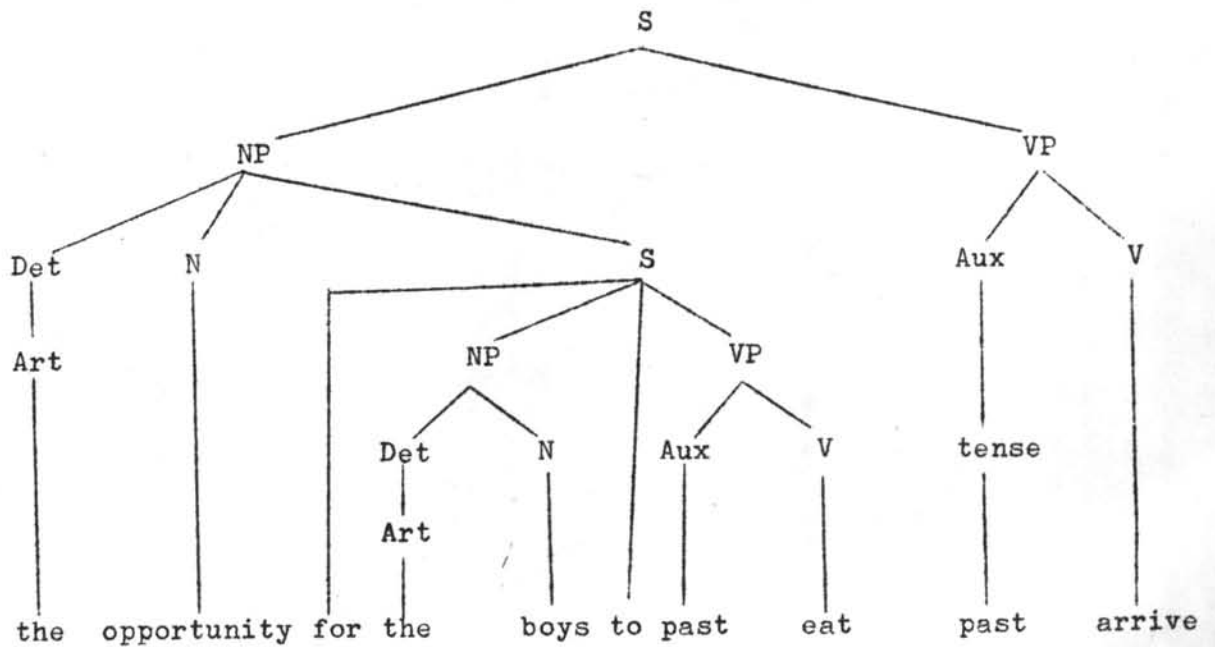 S
NP VP
Det N S Aux V
Art NP VP
Det N Aux V tense
Art
the opportunity for the boys to past eat past arrive